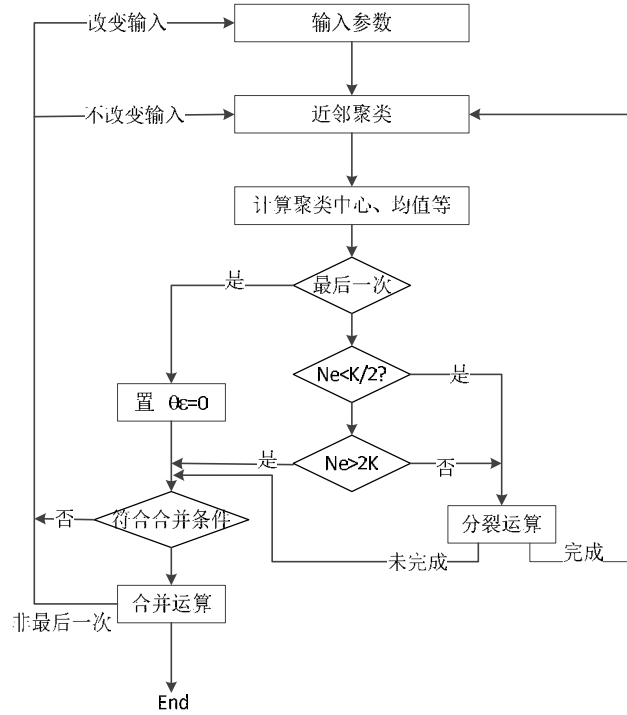 改变输入
输入参数
不改变输入
近邻聚类
计算聚类中心、均值等
是
最后一次
Ne<K/2?
是
置 θε=0
是
Ne>2K
否
否
符合合并条件
分裂运算
未完成
完成
合并运算
非最后一次
End